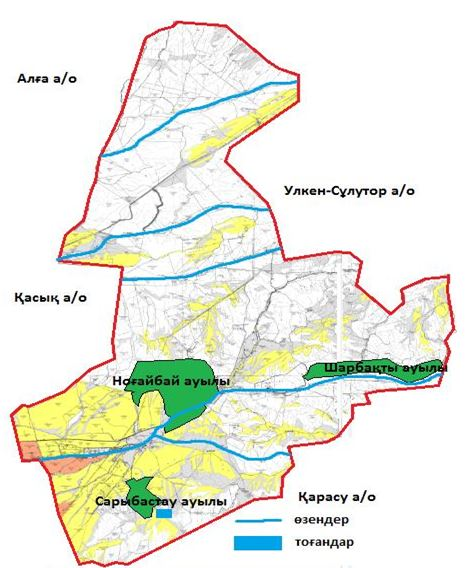 Алға а/о
Улкен-Сұлутор а/о
Қасық а/о
Шарбақты ауылы
Ноғайбай ауылы
Сарыбастау ауылы
Қарасу а/о
өзендер
тоғандар